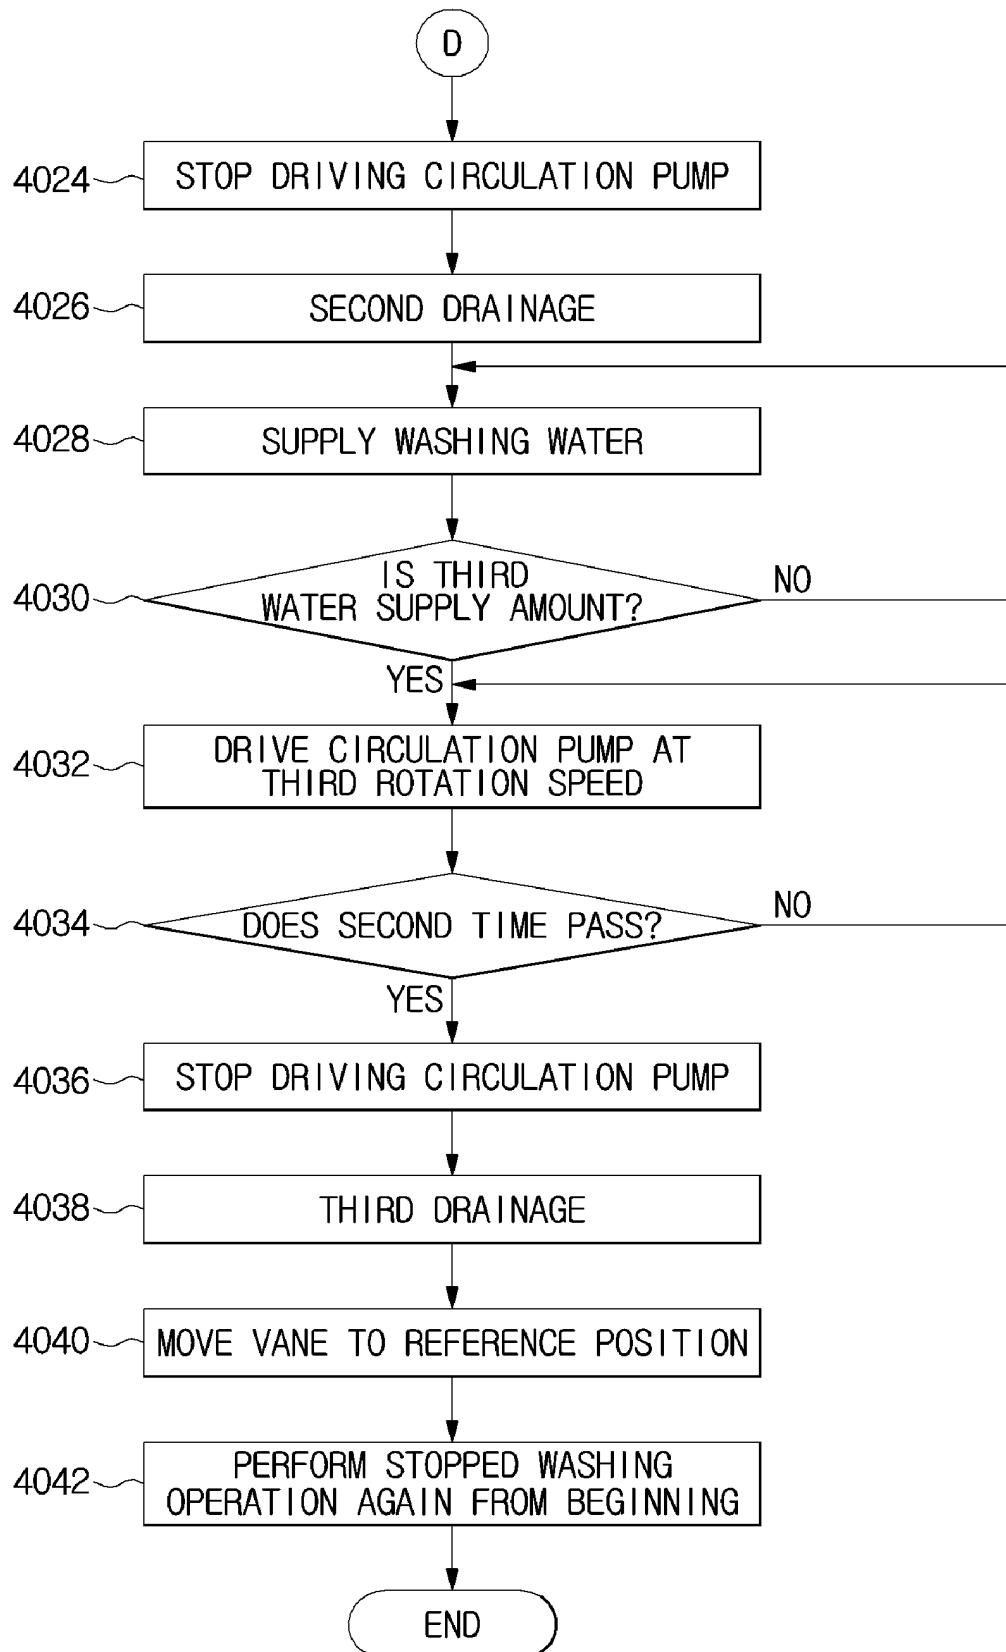 D
4024
STOP DRIVING CIRCULATION PUMP
4026
SECOND DRAINAGE
4028
SUPPLY WASHING WATER
4030
IS THIRD
WATER SUPPLY AMOUNT?
NO
YES
4032
DRIVE CIRCULATION PUMP AT
THIRD ROTATION SPEED
4034
DOES SECOND TIME PASS?
NO
YES
4036
STOP DRIVING CIRCULATION PUMP
4038
THIRD DRAINAGE
4040
MOVE VANE TO REFERENCE POSITION
4042
PERFORM STOPPED WASHING
OPERATION AGAIN FROM BEGINNING
END